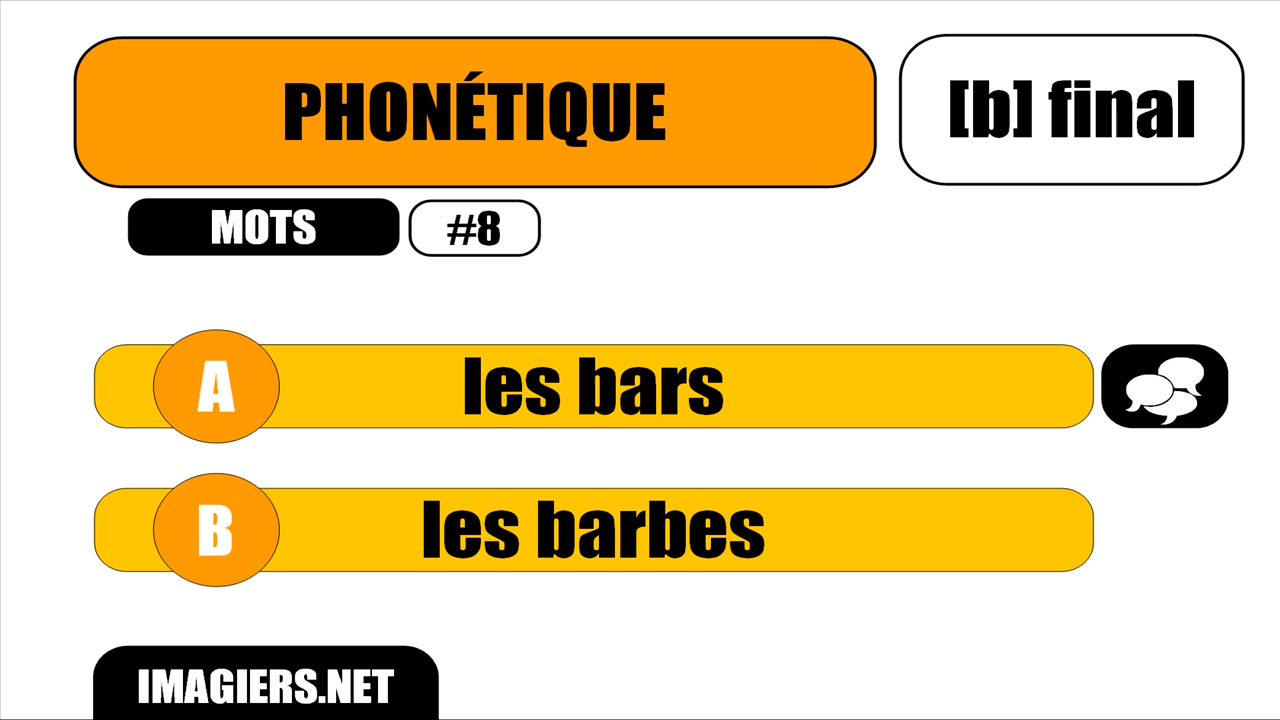 PHONÉTIQUE
[b] final
MOTS
#8
A
les bars
B
les barbes
IMAGIERS.NET